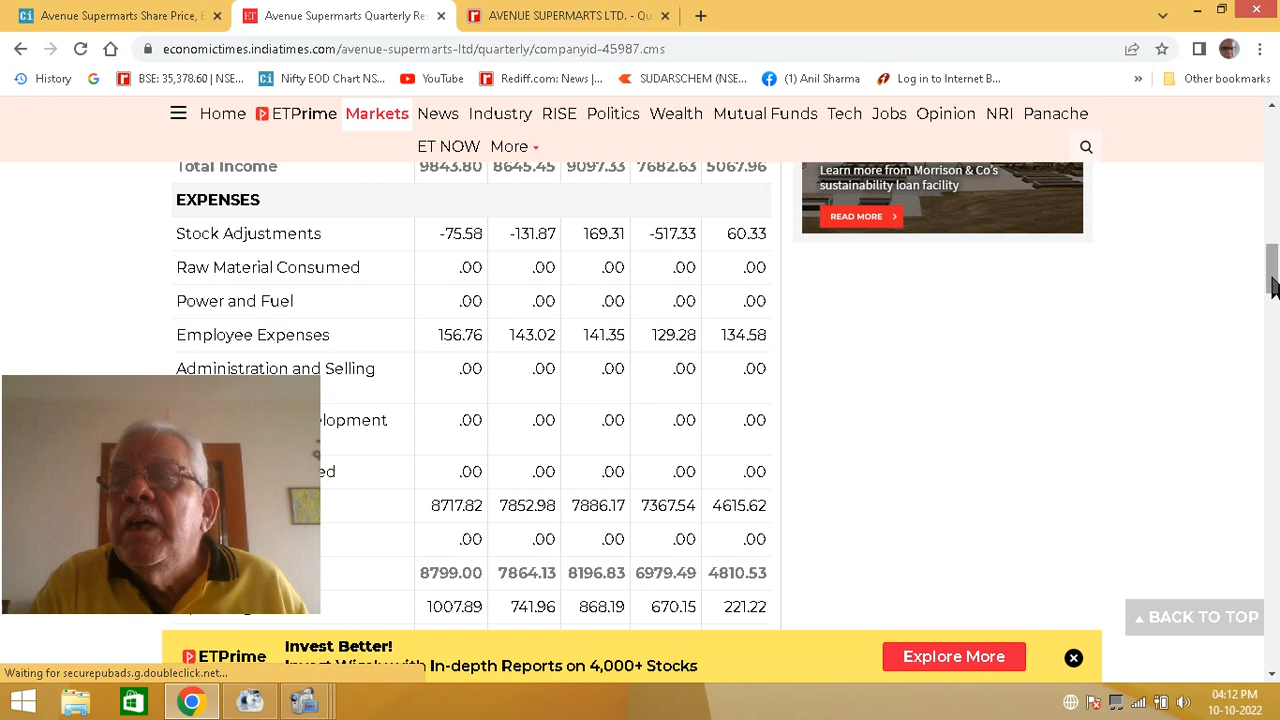 Avenue Supermarts Share Price, E
Avenue Supermarts Quarterly Re
AVENUE SUPERMARTS LTD. - Qu
economictimes.indiatimes.com/avenue-supermarts-ltd/quarterly/companyid-45987.cms
History
BSE: 35,378.60 | NSE...
Nifty EOD Chart NS...
YouTube
Rediff.com: News |...
SUDARSCHEM (NSE...
(1) Anil Sharma
Log in to Internet B...
»
Other bookmarks
Home
ETPrime
Markets
News
Industry
RISE
Politics
Wealth
Mutual Funds
Tech
Jobs
Opinion
NRI
Panache
ET NOW
More
Total Income 9843.80 8645.45 9097.33 7682.63 5067.96
EXPENSES
Stock Adjustments -75.58 -131.87 169.31 -517.33 60.33
Raw Material Consumed .00 .00 .00 .00 .00
Power and Fuel .00 .00 .00 .00 .00
Employee Expenses 156.76 143.02 141.35 129.28 134.58
Administration and Selling .00 .00 .00 .00 .00
elopment .00 .00 .00 .00 .00
ed .00 .00 .00 .00 .00
8717.82 7852.98 7886.17 7367.54 4615.62
.00 .00 .00 .00 .00
8799.00 7864.13 8196.83 6979.49 4810.53
1007.89 741.96 868.19 670.15 221.22
Learn more from Morrison & Co's
sustainability loan facility
READ MORE
BACK TO TOP
ETPrime
Invest Better!
Invest Wisely with In-depth Reports on 4,000+ Stocks
Explore More
Waiting for securepubads.g.doubleclick.net...
04:12 PM
10-10-2022